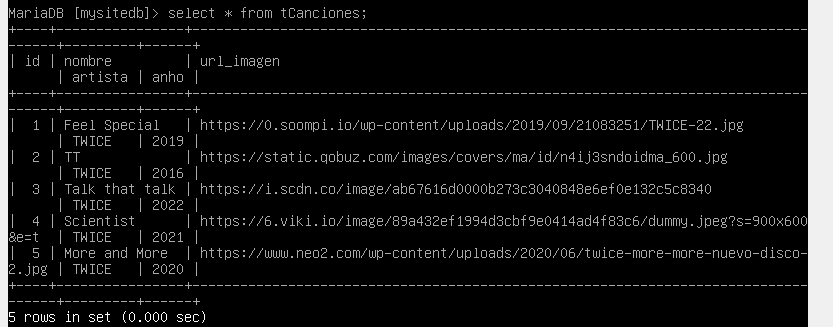 MariaDB [mysitedb]> select * from tCanciones;
+----+----------------+-----------------------------------------------------------------------------
------+---------+------+
| id | nombre         | url_imagen
      | artista | anho |
+----+----------------+-----------------------------------------------------------------------------
------+---------+------+
|  1 | Feel Special   | https://0.soompi.io/wp-content/uploads/2019/09/21083251/TWICE-22.jpg
      | TWICE   | 2019 |
|  2 | TT             | https://static.qobuz.com/images/covers/ma/id/n4ij3sndoidma_600.jpg
      | TWICE   | 2016 |
|  3 | Talk that talk | https://i.scdn.co/image/ab67616d0000b273c3040848e6ef0e132c5c8340
      | TWICE   | 2022 |
|  4 | Scientist      | https://6.viki.io/image/89a432ef1994d3cbf9e0414ad4f83c6/dummy.jpeg?s=900x600
&e=t  | TWICE   | 2021 |
|  5 | More and More  | https://www.neo2.com/wp-content/uploads/2020/06/twice-more-more-nuevo-disco-
2.jpg | TWICE   | 2020 |
+----+----------------+-----------------------------------------------------------------------------
------+---------+------+
5 rows in set (0.000 sec)